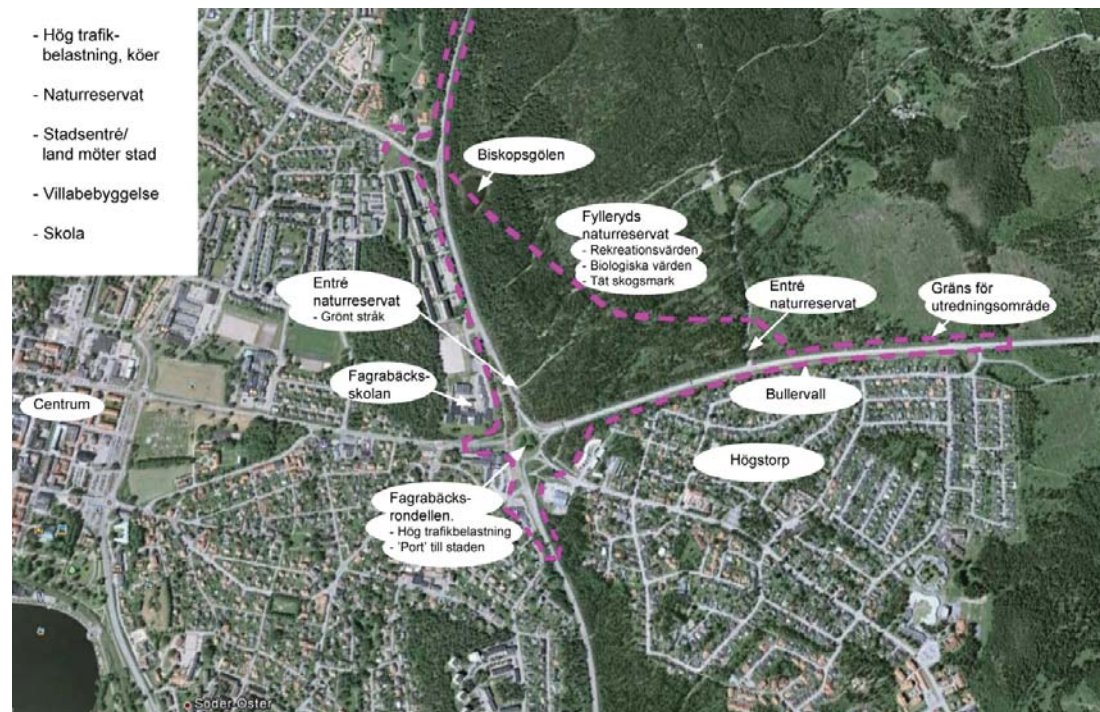 - Hög trafik-
belastning, köer
- Naturreservat
- Stadsentré/
land möter stad
- Villabebyggelse
- Skola
Biskopsgölen
Fylleryds
naturreservat
- Rekreationsvärden
- Biologiska värden
- Tät skogsmark
Entré
naturreservat
- Grönt stråk
Entré
naturreservat
Gräns för
utredningsområde
Fagrabäcks-
skolan
Bullervall
Centrum
Högstorp
Fagrabäcks-
rondellen.
- Hög trafikbelastning
- 'Port' till staden
Söder-Öster